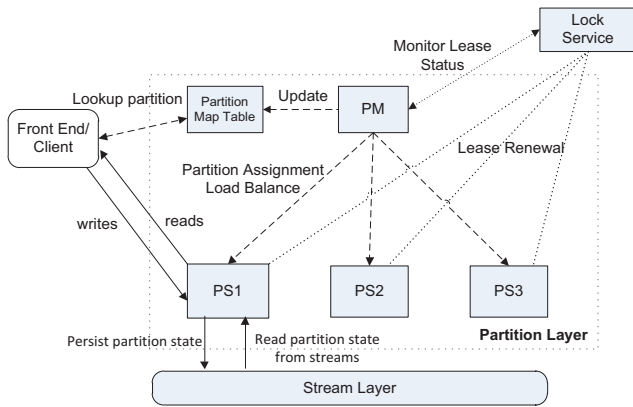 Lock
Service
Monitor Lease
Status
Lookup partition
Partition
Map Table
Update
PM
Front End/
Client
Partition Assignment
Load Balance
Lease Renewal
writes
reads
PS1
PS2
PS3
Partition Layer
Persist partition state
Read partition state
from streams
Stream Layer